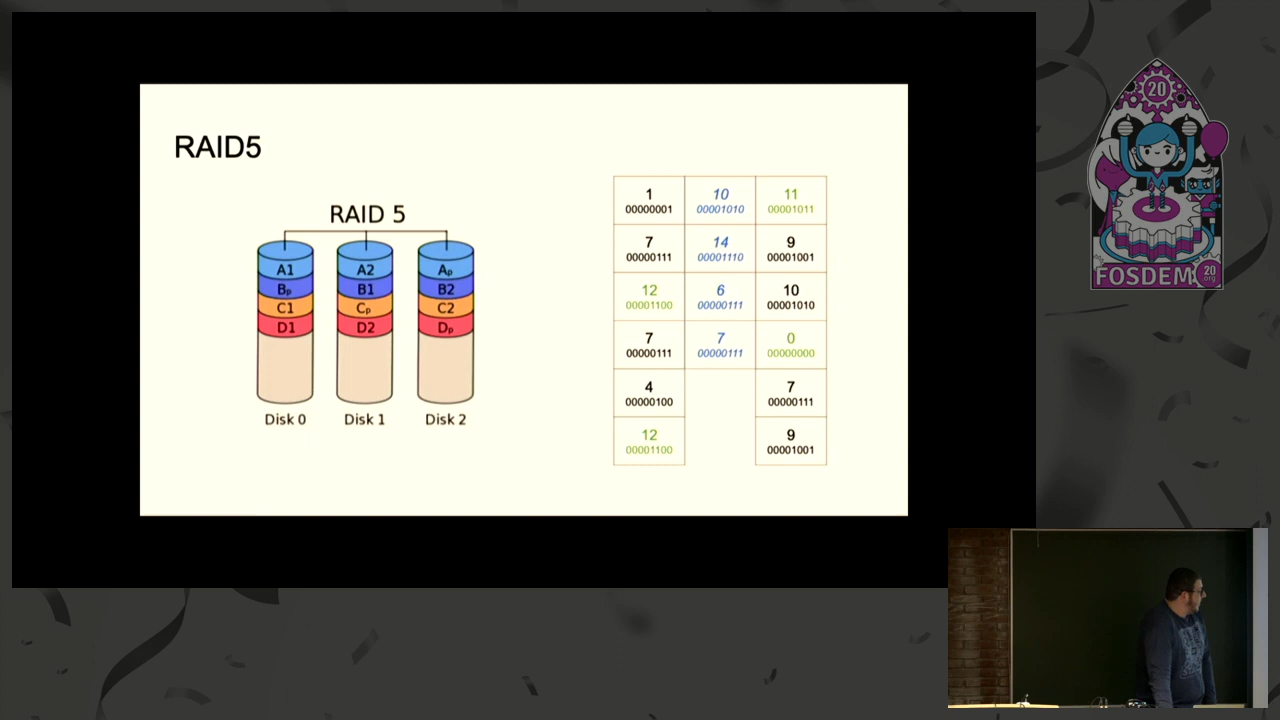 RAID5
RAID 5
A1 A2 Ap
Bp B1 B2
C1 Cp C2
D1 D2 Dp
Disk 0 Disk 1 Disk 2
1 10 11
00000001 00001010 00001011
7 14 9
00000111 00001110 00001001
12 6 10
00001100 00000111 00001010
7 7 0
00000111 00000111 00000000
4 7
00000100 00000111
12 9
00001100 00001001
20
FOSDEM
20
.org